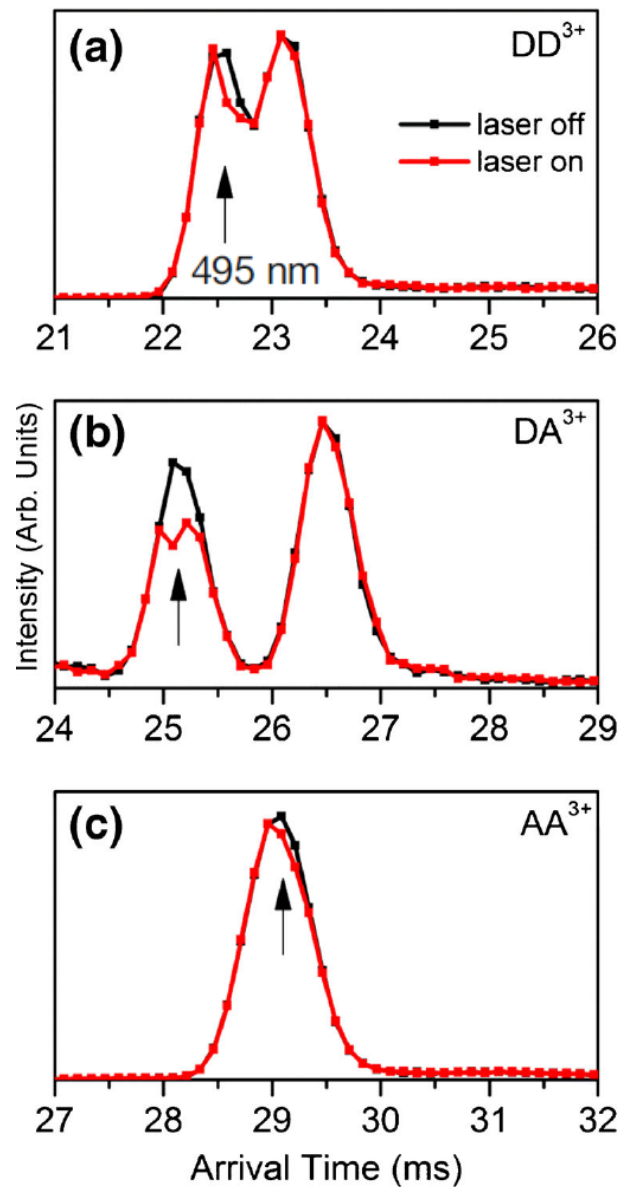 (a) DD³⁺
laser off
laser on
495 nm
21 22 23 24 25 26
(b) DA³⁺
Intensity (Arb. Units)
24 25 26 27 28 29
(c) AA³⁺
27 28 29 30 31 32
Arrival Time (ms)